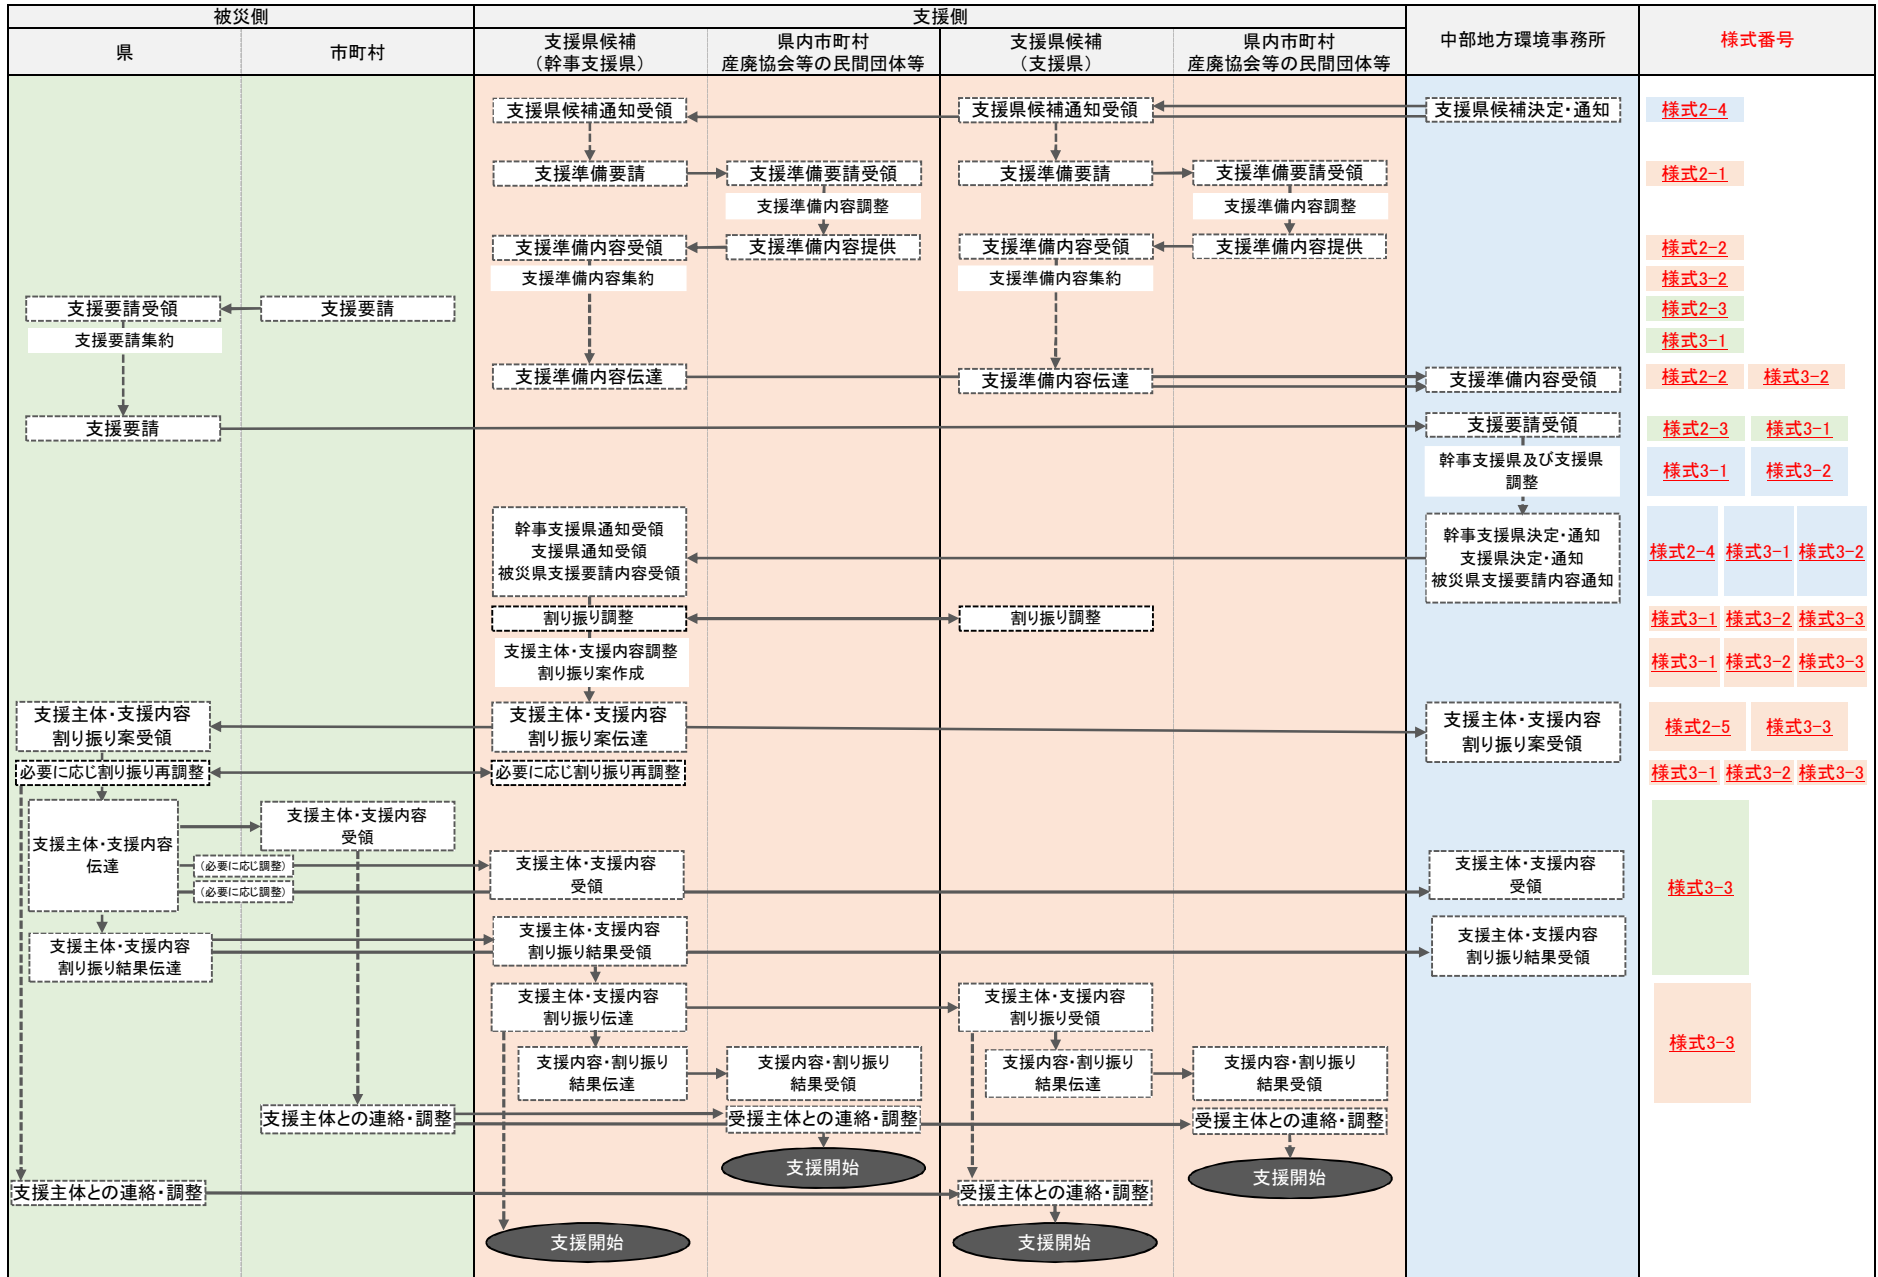 被災側
支援側
県
市町村
支援県候補
（幹事支援県）
県内市町村
産廃協会等の民間団体等
支援県候補
（支援県）
県内市町村
産廃協会等の民間団体等
中部地方環境事務所
様式番号
支援県候補通知受領
支援県候補通知受領
支援県候補決定・通知
様式2-4
支援準備要請
支援準備要請受領
支援準備要請
支援準備要請受領
様式2-1
支援準備内容調整
支援準備内容調整
支援準備内容受領
支援準備内容提供
支援準備内容受領
支援準備内容提供
様式2-2
支援準備内容集約
支援準備内容集約
様式3-2
支援要請受領
支援要請
様式2-3
支援要請集約
様式3-1
支援準備内容伝達
支援準備内容伝達
支援準備内容受領
様式2-2
様式3-2
支援要請
支援要請受領
様式2-3
様式3-1
幹事支援県及び支援県
調整
様式3-1
様式3-2
幹事支援県通知受領
支援県通知受領
被災県支援要請内容受領
幹事支援県決定・通知
支援県決定・通知
被災県支援要請内容通知
様式2-4
様式3-1
様式3-2
割り振り調整
割り振り調整
様式3-1
様式3-2
様式3-3
支援主体・支援内容調整
割り振り案作成
様式3-1
様式3-2
様式3-3
支援主体・支援内容
割り振り案受領
支援主体・支援内容
割り振り案伝達
支援主体・支援内容
割り振り案受領
様式2-5
様式3-3
必要に応じ割り振り再調整
必要に応じ割り振り再調整
様式3-1
様式3-2
様式3-3
支援主体・支援内容
伝達
支援主体・支援内容
受領
（必要に応じ調整）
（必要に応じ調整）
支援主体・支援内容
受領
支援主体・支援内容
受領
様式3-3
支援主体・支援内容
割り振り結果伝達
支援主体・支援内容
割り振り結果受領
支援主体・支援内容
割り振り結果受領
支援主体・支援内容
割り振り伝達
支援主体・支援内容
割り振り受領
様式3-3
支援内容・割り振り
結果伝達
支援内容・割り振り
結果受領
支援内容・割り振り
結果伝達
支援内容・割り振り
結果受領
支援主体との連絡・調整
受援主体との連絡・調整
受援主体との連絡・調整
支援開始
支援開始
支援主体との連絡・調整
受援主体との連絡・調整
支援開始
支援開始